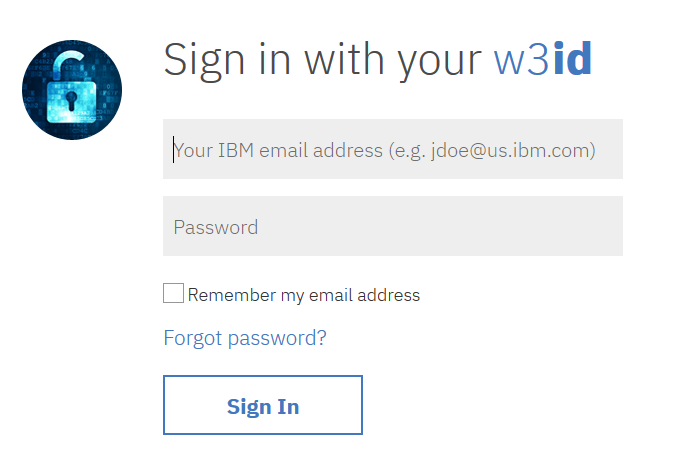 Sign in with your w3id
Your IBM email address (e.g. jdoe@us.ibm.com)
Password
Remember my email address
Forgot password?
Sign In